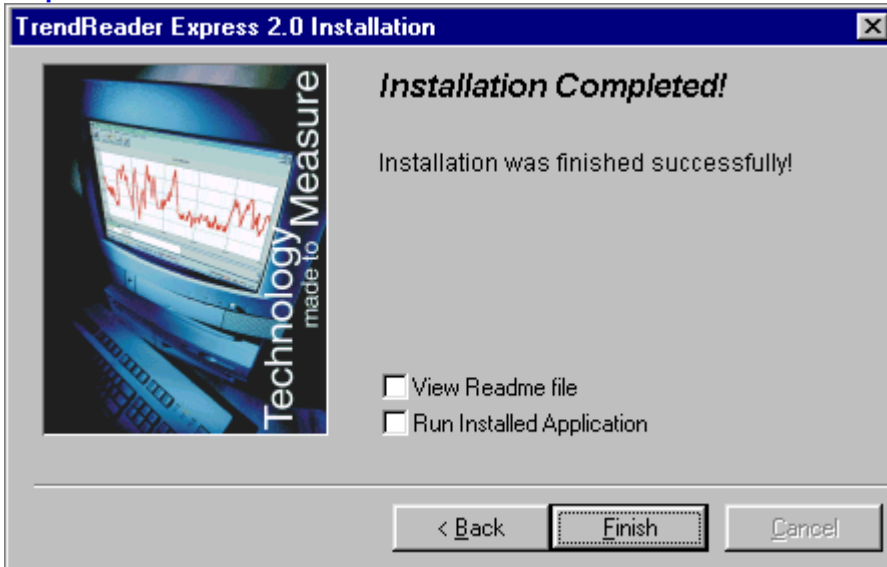 TrendReader Express 2.0 Installation
Technology
made to Measure
Installation Completed!
Installation was finished successfully!
View Readme file
Run Installed Application
< Back
Finish
Cancel